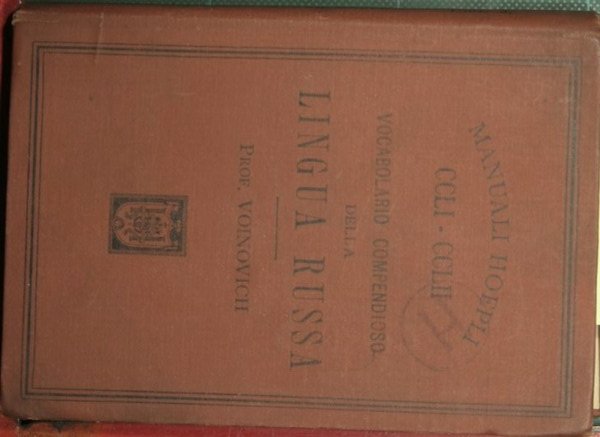 MANUALI HOEPLI
CCLI - CCLII
VOCABOLARIO COMPENDIOSO
DELLA
LINGUA RUSSA
PROF. VOINOVICH